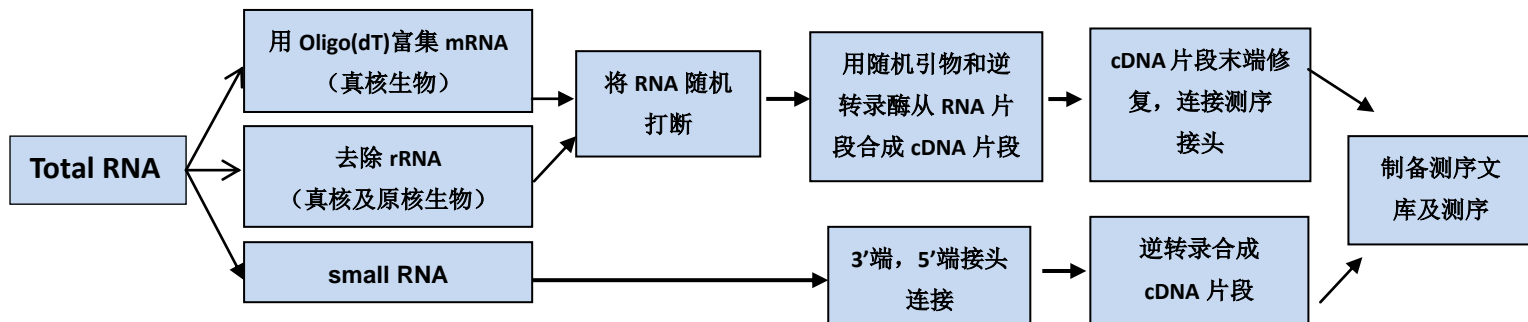 Total RNA
用 Oligo(dT)富集 mRNA
（真核生物）
去除 rRNA
（真核及原核生物）
small RNA
将 RNA 随机
打断
用随机引物和逆
转录酶从 RNA 片
段合成 cDNA 片段
cDNA 片段末端修
复，连接测序
接头
3’端，5’端接头
连接
逆转录合成
cDNA 片段
制备测序文
库及测序